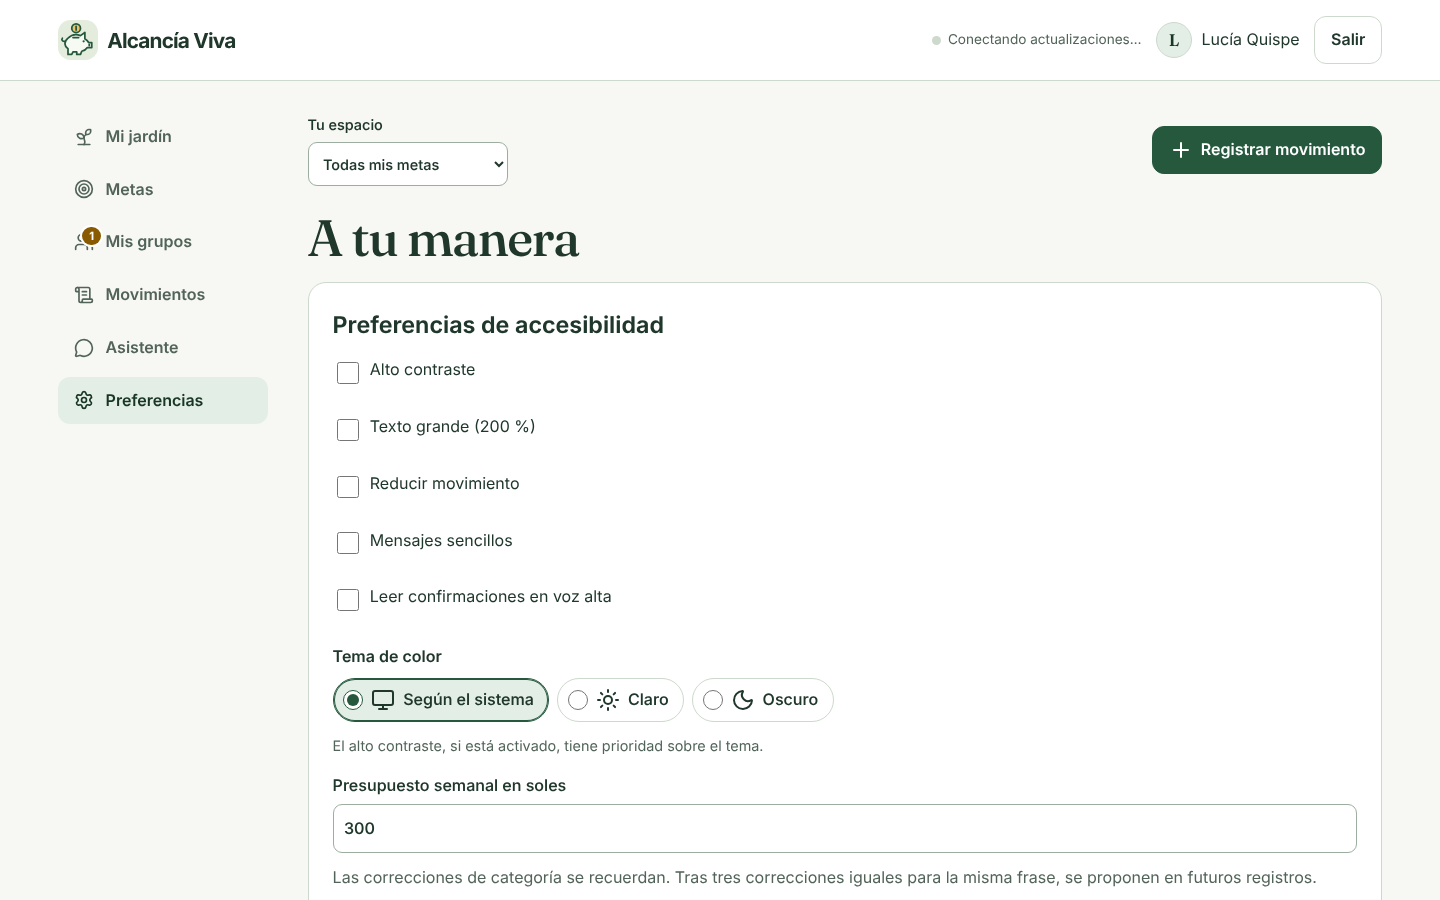 Alcancía Viva
Conectando actualizaciones...
L
Lucía Quispe
Salir
Mi jardín
Metas
1
Mis grupos
Movimientos
Asistente
Preferencias
Tu espacio
Todas mis metas
Registrar movimiento
A tu manera
Preferencias de accesibilidad
Alto contraste
Texto grande (200 %)
Reducir movimiento
Mensajes sencillos
Leer confirmaciones en voz alta
Tema de color
Según el sistema
Claro
Oscuro
El alto contraste, si está activado, tiene prioridad sobre el tema.
Presupuesto semanal en soles
300
Las correcciones de categoría se recuerdan. Tras tres correcciones iguales para la misma frase, se proponen en futuros registros.